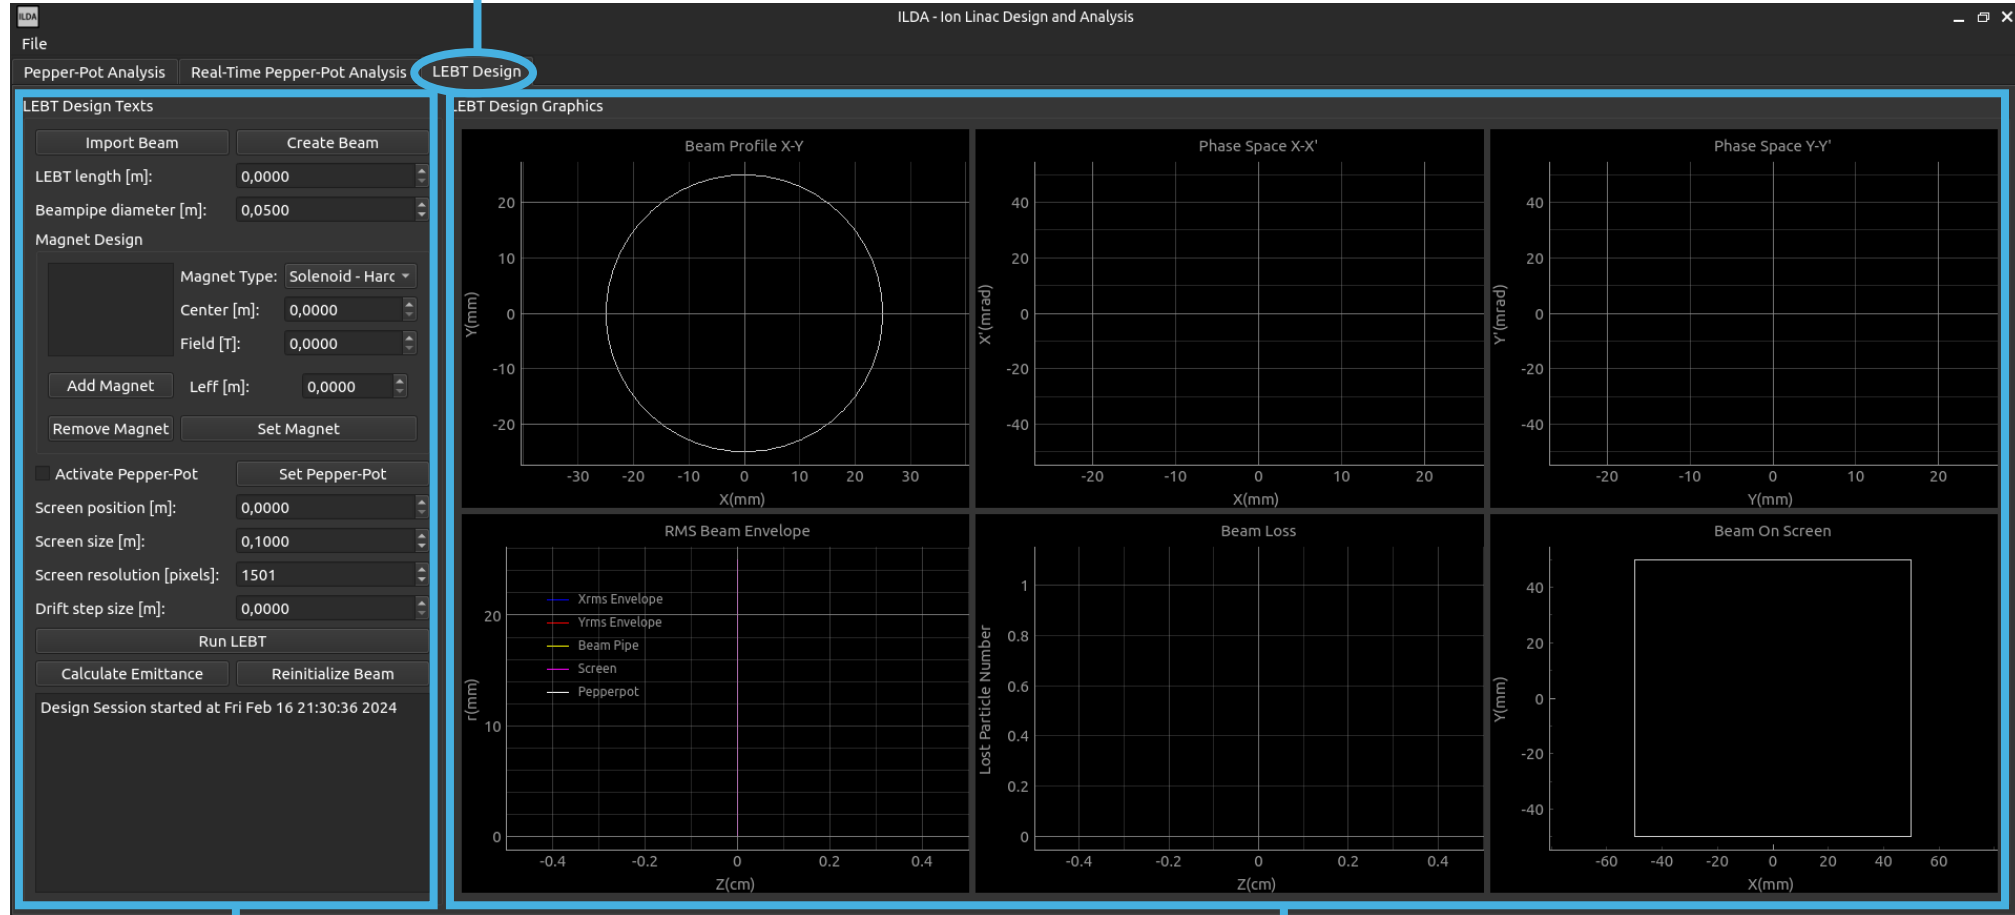 ILDA
ILDA - Ion Linac Design and Analysis
File
Pepper-Pot Analysis
Real-Time Pepper-Pot Analysis
LEBT Design
LEBT Design Texts
Import Beam
Create Beam
LEBT length [m]: 0,0000
Beampipe diameter [m]: 0,0500
Magnet Design
Magnet Type: Solenoid - Harc
Center [m]: 0,0000
Field [T]: 0,0000
Add Magnet
Leff [m]: 0,0000
Remove Magnet
Set Magnet
Activate Pepper-Pot
Set Pepper-Pot
Screen position [m]: 0,0000
Screen size [m]: 0,1000
Screen resolution [pixels]: 1501
Drift step size [m]: 0,0000
Run LEBT
Calculate Emittance
Reinitialize Beam
Design Session started at Fri Feb 16 21:30:36 2024
LEBT Design Graphics
Beam Profile X-Y
Y(mm)
20
10
0
-10
-20
-30 -20 -10 0 10 20 30
X(mm)
Phase Space X-X'
X'(mrad)
40
20
0
-20
-40
-20 -10 0 10 20
X(mm)
Phase Space Y-Y'
Y'(mrad)
40
20
0
-20
-40
-20 -10 0 10 20
Y(mm)
RMS Beam Envelope
r(mm)
20
10
0
Xrms Envelope
Yrms Envelope
Beam Pipe
Screen
Pepperpot
-0.4 -0.2 0 0.2 0.4
Z(cm)
Beam Loss
Lost Particle Number
1
0.8
0.6
0.4
0.2
0
-0.4 -0.2 0 0.2 0.4
Z(cm)
Beam On Screen
Y(mm)
40
20
0
-20
-40
-60 -40 -20 0 20 40 60
X(mm)